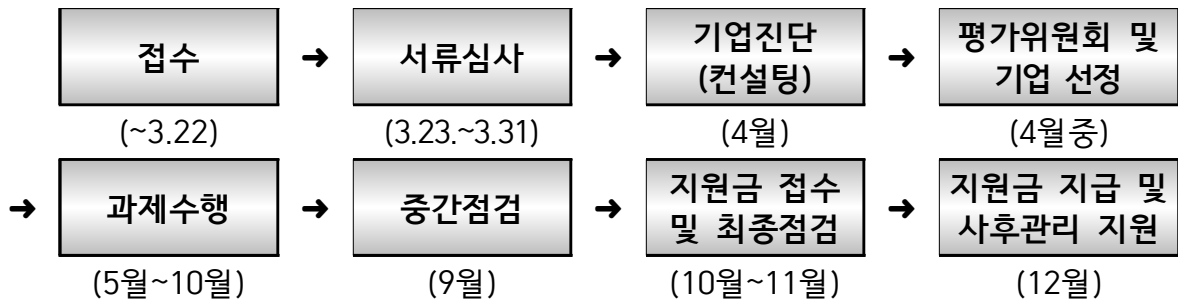 접수 ➜ 서류심사 ➜ 기업진단 (컨설팅) ➜ 평가위원회 및 기업 선정
(~3.22) (3.23.~3.31) (4월) (4월중)
➜ 과제수행 ➜ 중간점검 ➜ 지원금 접수 및 최종점검 ➜ 지원금 지급 및 사후관리 지원
(5월~10월) (9월) (10월~11월) (12월)